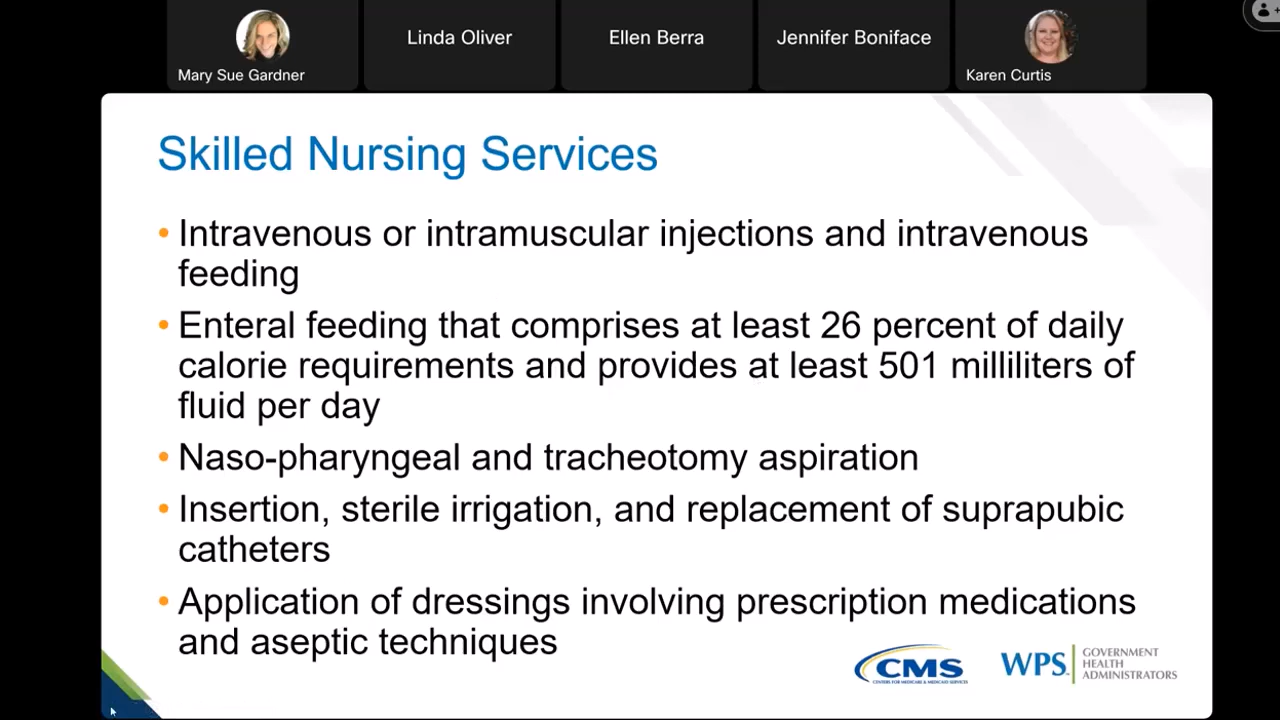 Linda Oliver
Ellen Berra
Jennifer Boniface
Mary Sue Gardner
Karen Curtis
Skilled Nursing Services
• Intravenous or intramuscular injections and intravenous
feeding
• Enteral feeding that comprises at least 26 percent of daily
calorie requirements and provides at least 501 milliliters of
fluid per day
• Naso-pharyngeal and tracheotomy aspiration
• Insertion, sterile irrigation, and replacement of suprapubic
catheters
• Application of dressings involving prescription medications
and aseptic techniques
CMS
CENTERS FOR MEDICARE & MEDICAID SERVICES
WPS
GOVERNMENT
HEALTH
ADMINISTRATORS